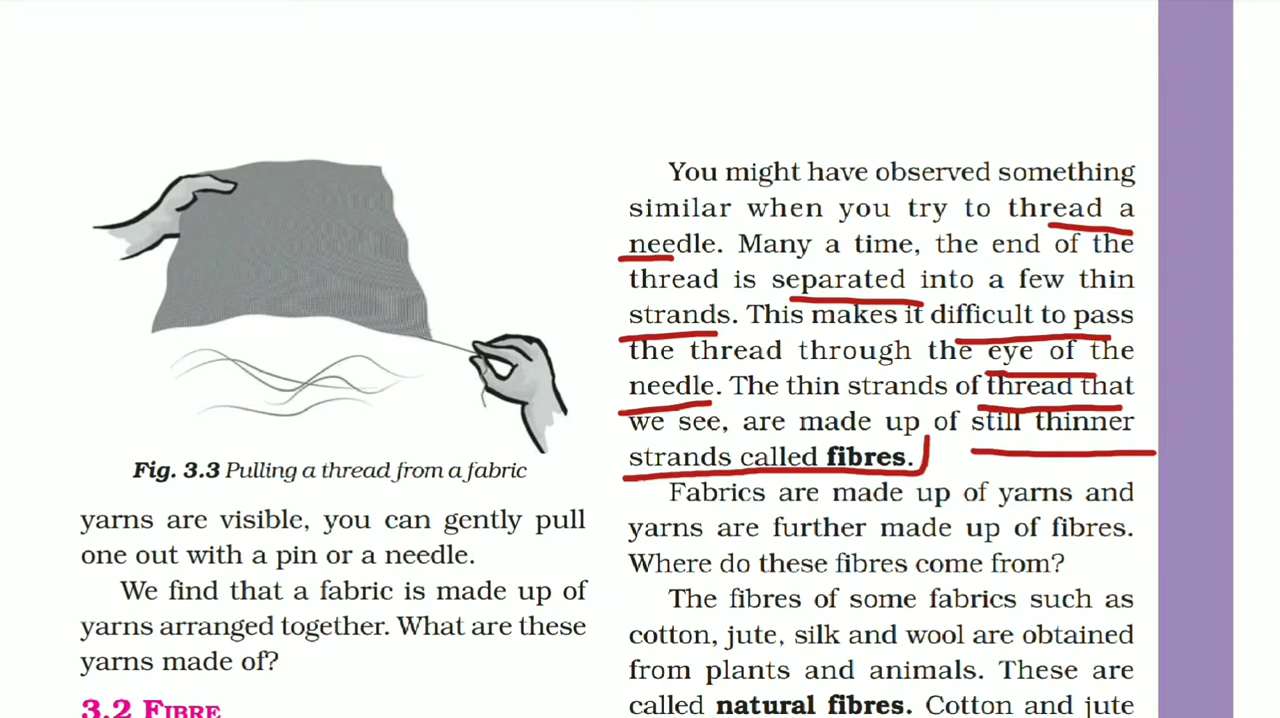 Fig. 3.3 Pulling a thread from a fabric
yarns are visible, you can gently pull
one out with a pin or a needle.
We find that a fabric is made up of
yarns arranged together. What are these
yarns made of?
3.2 FIBRE
You might have observed something
similar when you try to thread a
needle. Many a time, the end of the
thread is separated into a few thin
strands. This makes it difficult to pass
the thread through the eye of the
needle. The thin strands of thread that
we see, are made up of still thinner
strands called fibres.
Fabrics are made up of yarns and
yarns are further made up of fibres.
Where do these fibres come from?
The fibres of some fabrics such as
cotton, jute, silk and wool are obtained
from plants and animals. These are
called natural fibres. Cotton and jute